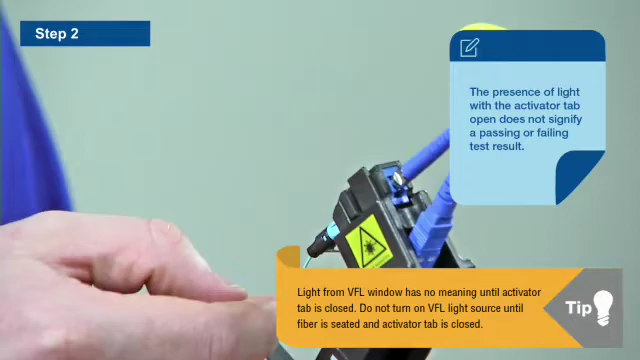 Step 2
The presence of light
with the activator tab
open does not signify
a passing or failing
test result.
Light from VFL window has no meaning until activator
tab is closed. Do not turn on VFL light source until
fiber is seated and activator tab is closed.
Tip